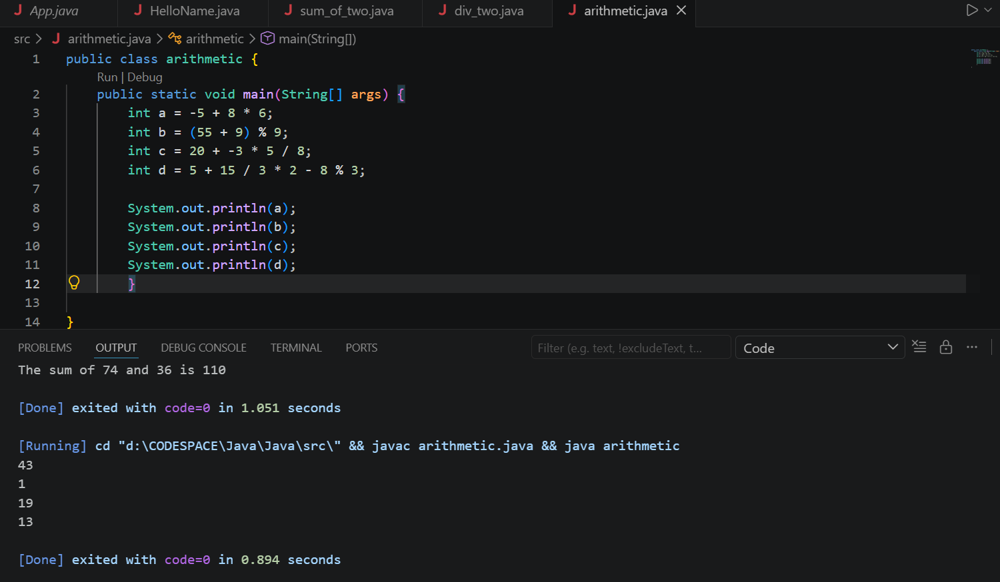 App.java HelloName.java sum_of_two.java div_two.java arithmetic.java
src > arithmetic.java > arithmetic > main(String[])
1 public class arithmetic {
Run | Debug
2 public static void main(String[] args) {
3 int a = -5 + 8 * 6;
4 int b = (55 + 9) % 9;
5 int c = 20 + -3 * 5 / 8;
6 int d = 5 + 15 / 3 * 2 - 8 % 3;
7
8 System.out.println(a);
9 System.out.println(b);
10 System.out.println(c);
11 System.out.println(d);
12 }
13
14 }
PROBLEMS OUTPUT DEBUG CONSOLE TERMINAL PORTS Filter (e.g. text, !excludeText, t... Code
The sum of 74 and 36 is 110
[Done] exited with code=0 in 1.051 seconds
[Running] cd "d:\CODESPACE\Java\Java\src\" && javac arithmetic.java && java arithmetic
43
1
19
13
[Done] exited with code=0 in 0.894 seconds